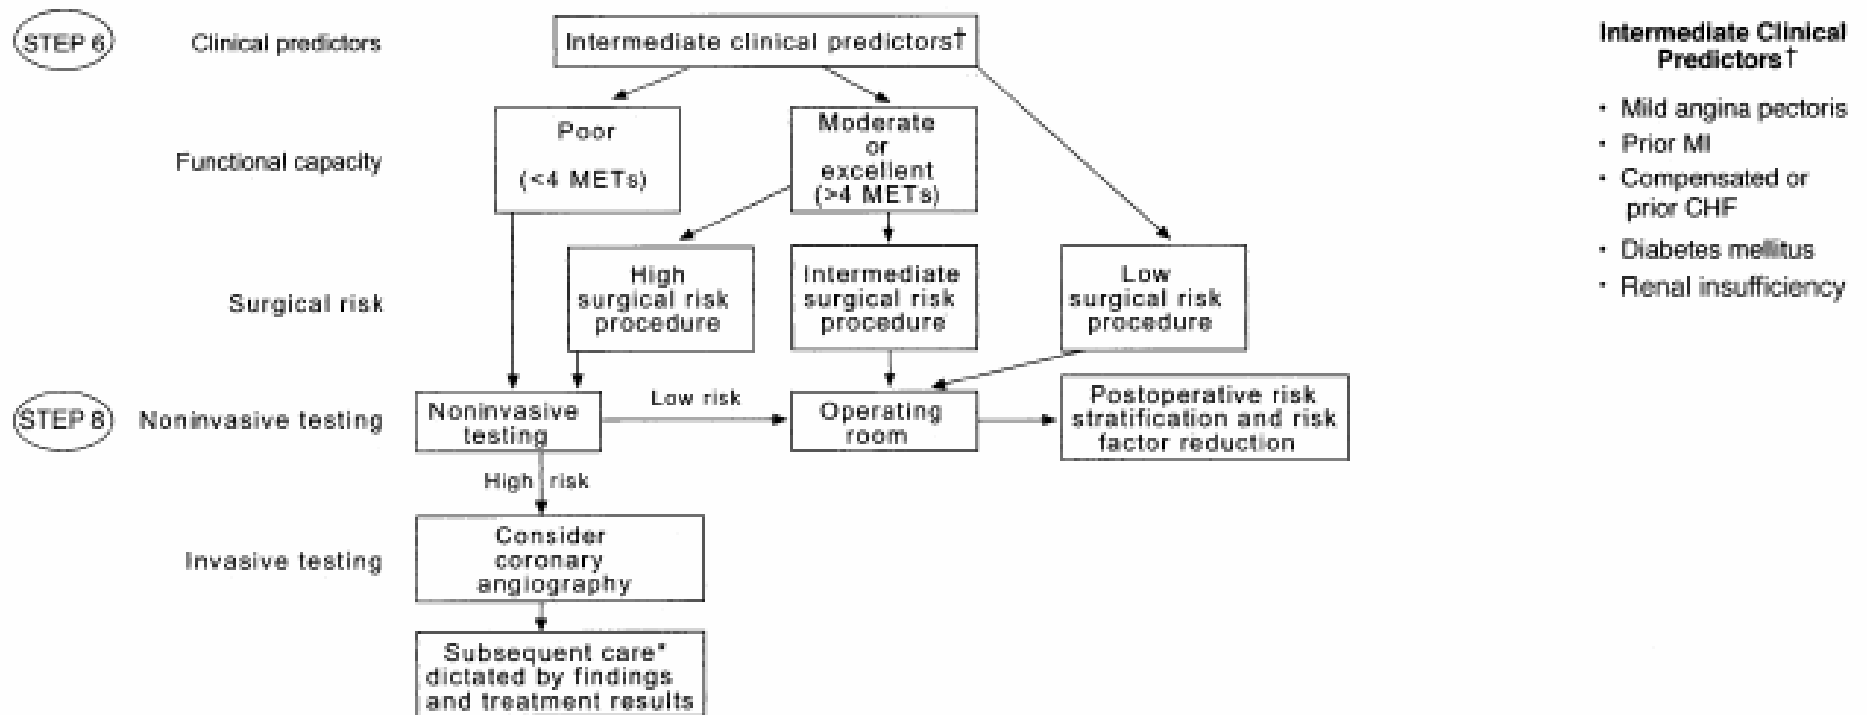 STEP 6
Clinical predictors
Intermediate clinical predictors†
Functional capacity
Poor
(<4 METs)
Moderate
or
excellent
(>4 METs)
Surgical risk
High
surgical risk
procedure
Intermediate
surgical risk
procedure
Low
surgical risk
procedure
STEP 8
Noninvasive testing
Noninvasive
testing
Low risk
Operating
room
Postoperative risk
stratification and risk
factor reduction
High risk
Invasive testing
Consider
coronary
angiography
Subsequent care*
dictated by findings
and treatment results
Intermediate Clinical
Predictors†
• Mild angina pectoris
• Prior MI
• Compensated or
prior CHF
• Diabetes mellitus
• Renal insufficiency